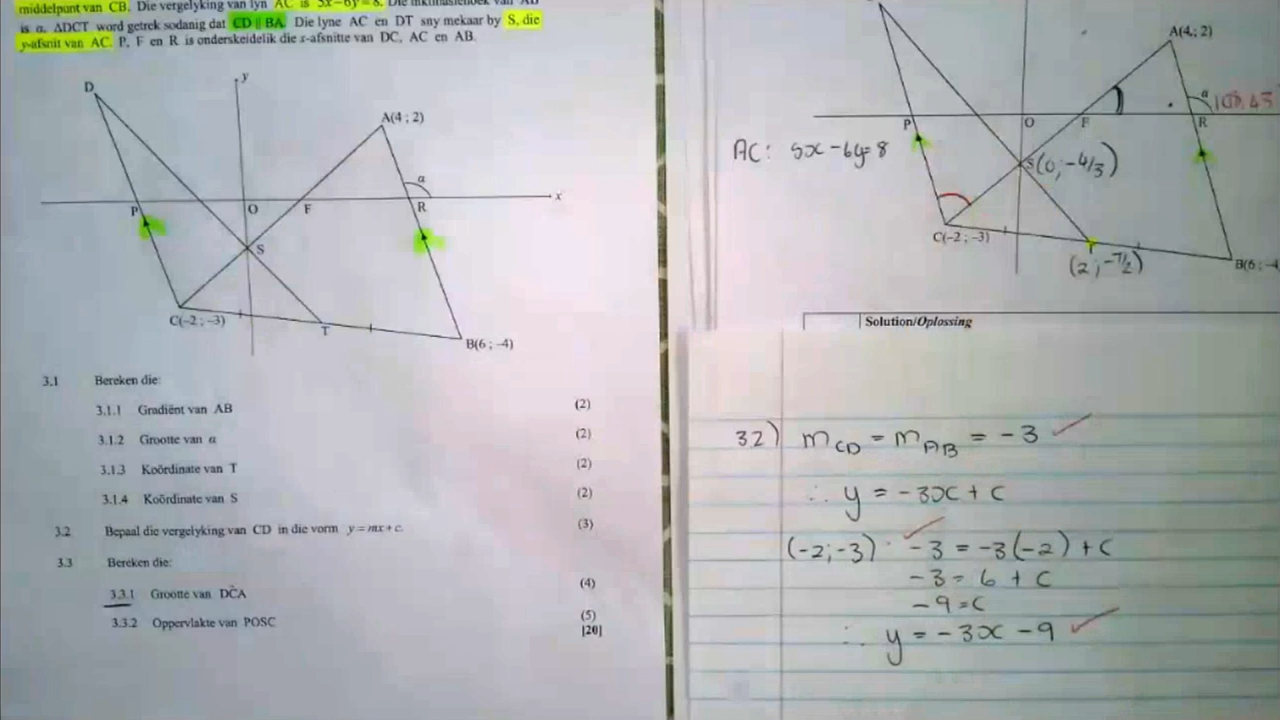 middelpunt van CB. Die vergelyking van lyn AC is 5x-6y=8. Die inklinasiehoek van AB
is α. ΔDCT word getrek sodanig dat CD || BA. Die lyne AC en DT sny mekaar by S, die
y-afsnit van AC. P, F en R is onderskeidelik die x-afsnitte van DC, AC en AB.
y
D
A(4 ; 2)
α
x
P
O
F
R
S
C(-2 ; -3)
T
B(6 ; -4)
3.1 Bereken die:
3.1.1 Gradiënt van AB (2)
3.1.2 Grootte van α (2)
3.1.3 Koördinate van T (2)
3.1.4 Koördinate van S (2)
3.2 Bepaal die vergelyking van CD in die vorm y = mx + c. (3)
3.3 Bereken die:
3.3.1 Grootte van DĈA (4)
3.3.2 Oppervlakte van POSC (5)
[20]
A(4 ; 2)
α
P
O
F
R
AC: 5x - 6y = 8
S(0; -4/3)
C(-2 ; -3)
T
(2; -7/2)
B(6 ; -4
Solution/Oplossing
32) m CD = m AB = -3 ✓
∴ y = -3x + c
(-2;-3) -3 = -3(-2) + c ✓
-3 = 6 + c
-9 = c
∴ y = -3x - 9 ✓